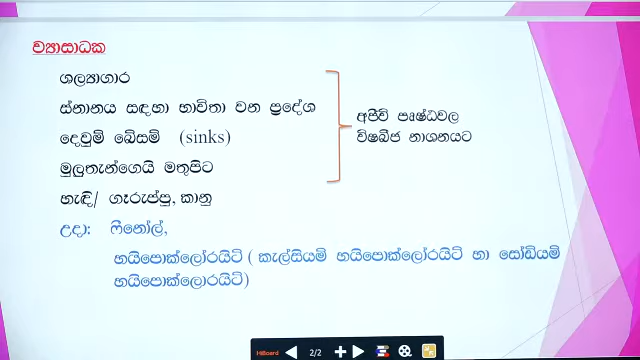 ව්‍යාසාධක
ශල්‍යාගාර
ස්නානය සඳහා භාවිතා වන ප්‍රදේශ
දෙවුම් බේසම් (sinks)
මුලුතැන්ගෙයි මතුපිට
හැඳි/ ගෑරුප්පු, කානු
අජීවී පෘෂ්ඨවල
විෂබීජ නාශනයට
උදා: ෆීනෝල්,
හයිපොක්ලෝරයිට් ( කැල්සියම් හයිපොක්ලෝරයිට් හා සෝඩියම්
හයිපොක්ලොරයිට්)
HiBoard 2/2